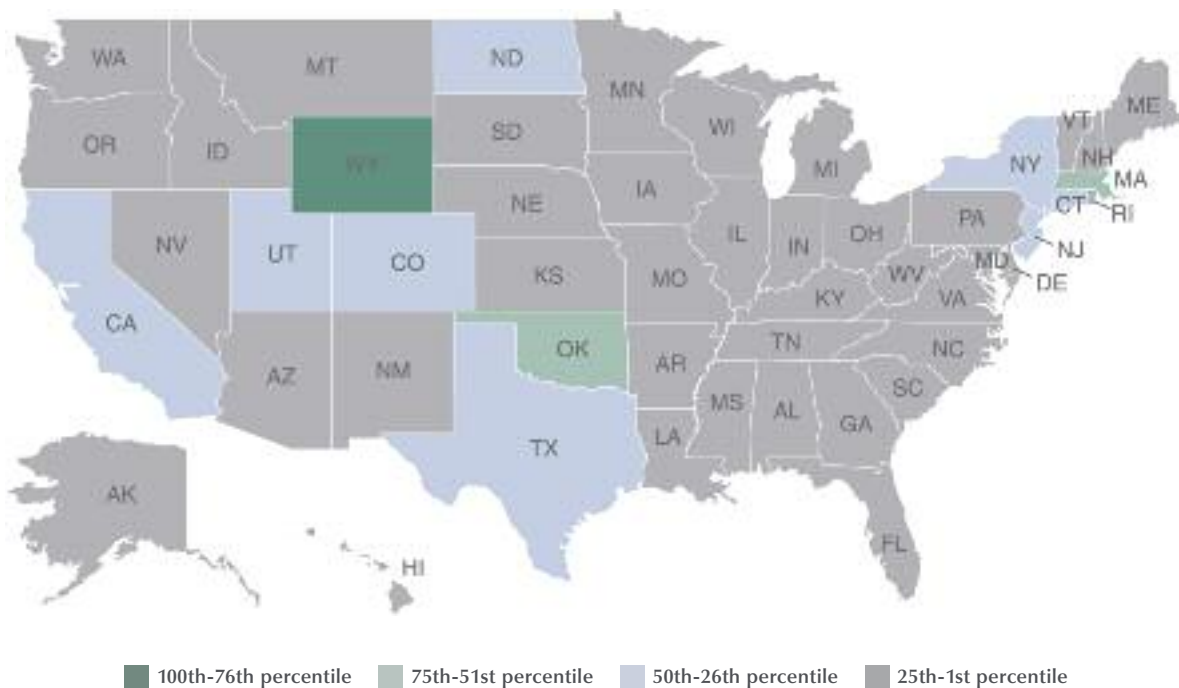 WA
MT
ND
MN
ME
VT
OR
ID
WY
SD
WI
NH
NY
MI
MA
CT
RI
IA
NE
PA
NV
UT
CO
IL
IN
OH
NJ
MD
DE
WV
VA
KS
MO
KY
CA
TN
NC
OK
AZ
NM
AR
SC
MS
AL
GA
LA
TX
AK
FL
HI
100th-76th percentile 75th-51st percentile 50th-26th percentile 25th-1st percentile